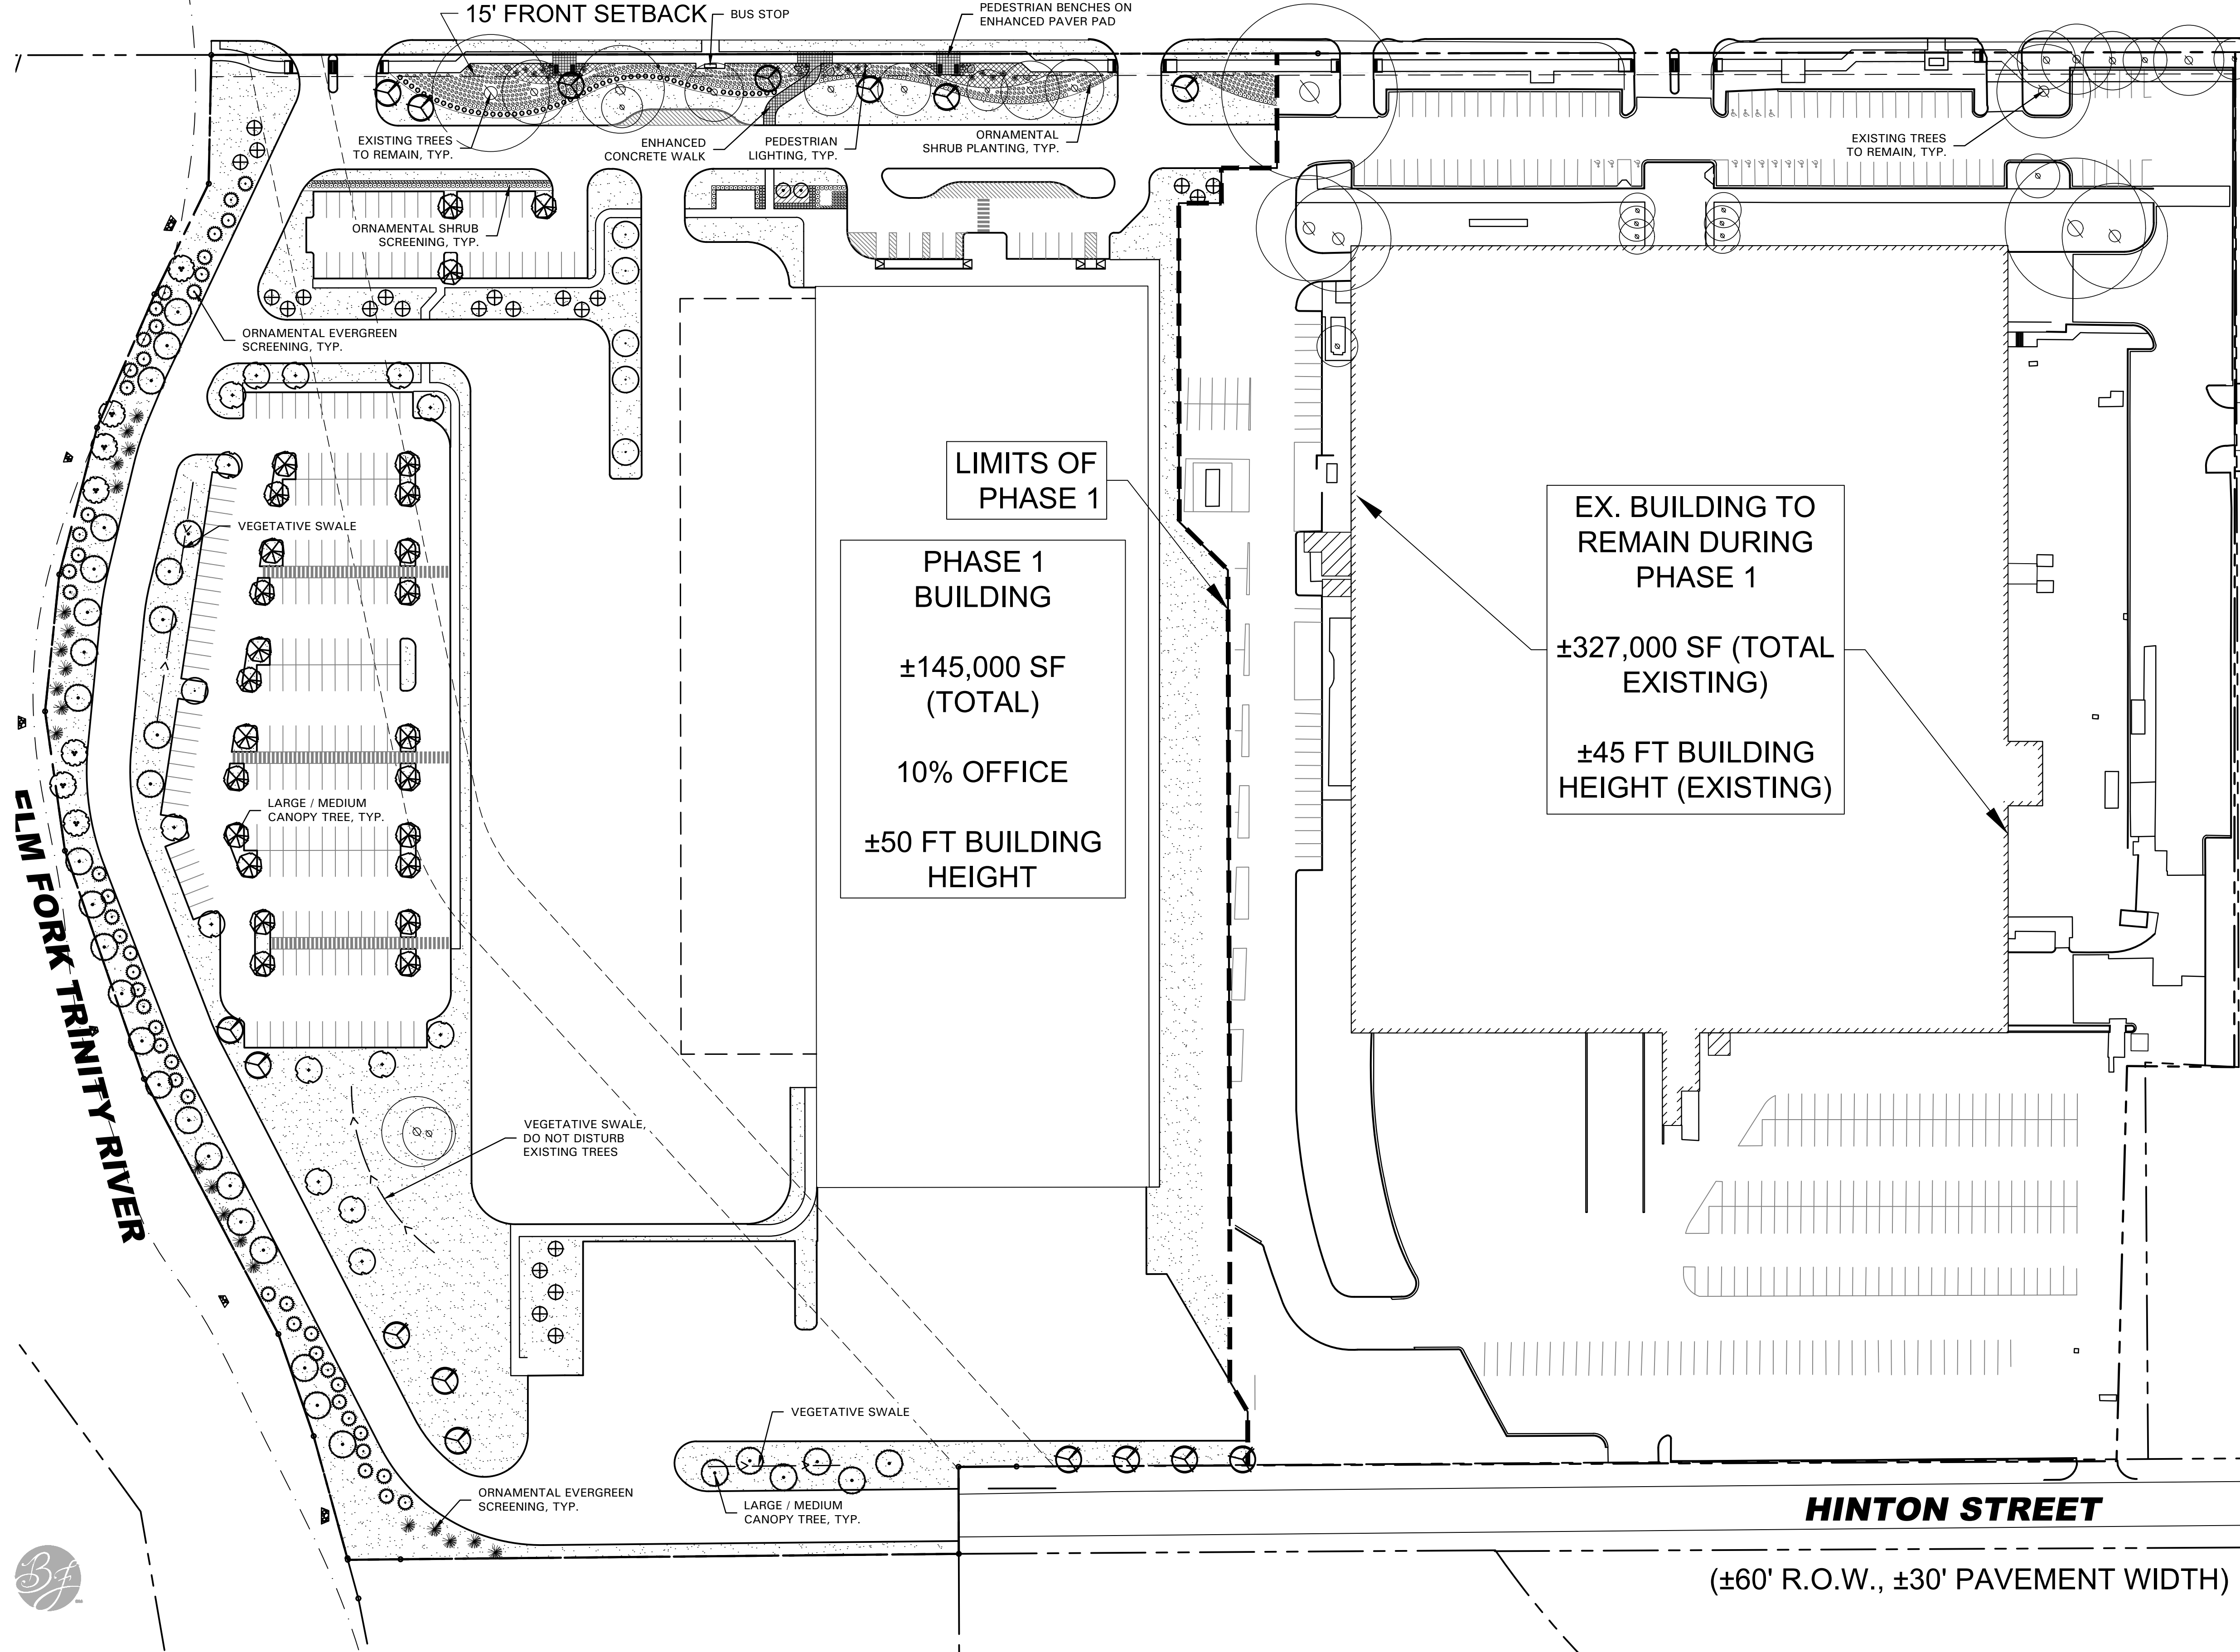 15' FRONT SETBACK
BUS STOP
PEDESTRIAN BENCHES ON
ENHANCED PAVER PAD
EXISTING TREES
TO REMAIN, TYP.
ENHANCED
CONCRETE WALK
PEDESTRIAN
LIGHTING, TYP.
ORNAMENTAL
SHRUB PLANTING, TYP.
EXISTING TREES
TO REMAIN, TYP.
ORNAMENTAL SHRUB
SCREENING, TYP.
ORNAMENTAL EVERGREEN
SCREENING, TYP.
LIMITS OF
PHASE 1
VEGETATIVE SWALE
PHASE 1
BUILDING
±145,000 SF
(TOTAL)
10% OFFICE
±50 FT BUILDING
HEIGHT
EX. BUILDING TO
REMAIN DURING
PHASE 1
±327,000 SF (TOTAL
EXISTING)
±45 FT BUILDING
HEIGHT (EXISTING)
LARGE / MEDIUM
CANOPY TREE, TYP.
ELM FORK TRINITY RIVER
VEGETATIVE SWALE,
DO NOT DISTURB
EXISTING TREES
VEGETATIVE SWALE
ORNAMENTAL EVERGREEN
SCREENING, TYP.
LARGE / MEDIUM
CANOPY TREE, TYP.
HINTON STREET
(±60' R.O.W., ±30' PAVEMENT WIDTH)